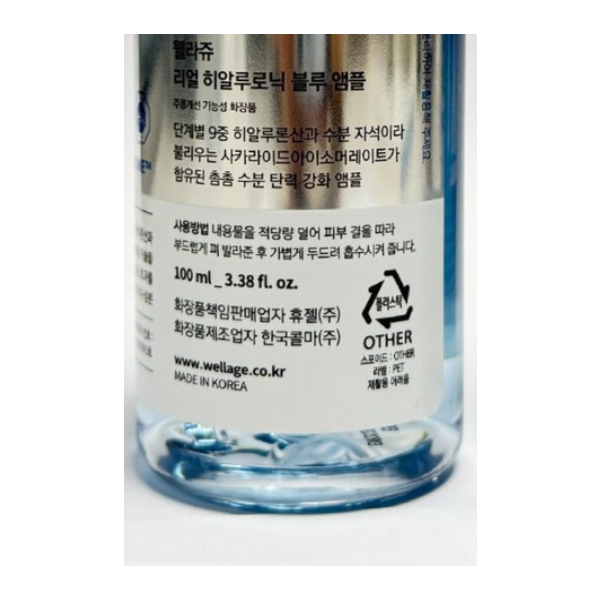 웰라쥬
리얼 히알루로닉 블루 앰플
주름개선 기능성 화장품
단계별 9중 히알루론산과 수분 자석이라
불리우는 사카라이드아이소머레이트가
함유된 촘촘 수분 탄력 강화 앰플
사용방법 내용물을 적당량 덜어 피부 결을 따라
부드럽게 펴 발라준 후 가볍게 두드려 흡수시켜 줍니다.
100 ml _ 3.38 fl. oz.
화장품책임판매업자 휴젤(주)
화장품제조업자 한국콜마(주)
www.wellage.co.kr
MADE IN KOREA
플라스틱
OTHER
스포이드 : OTHER
라벨 : PET
재활용 어려움
재활용해 주세요.